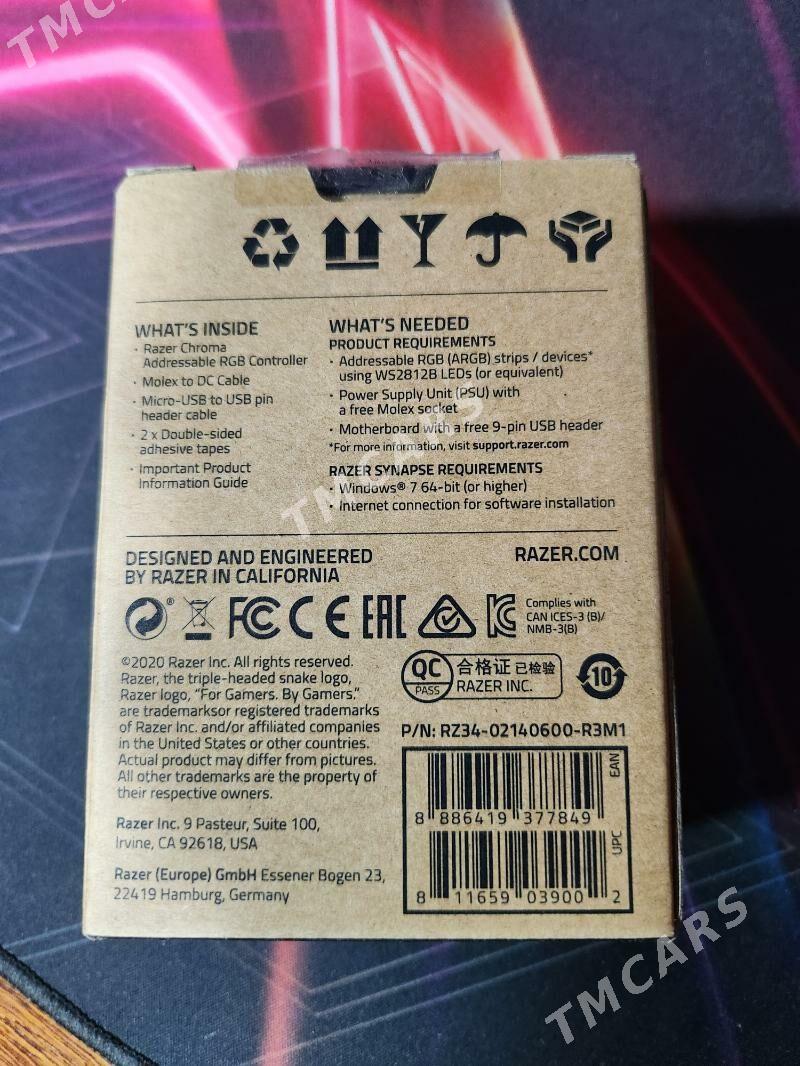 TMCARS
WHAT'S INSIDE
· Razer Chroma
Addressable RGB Controller
· Molex to DC Cable
· Micro-USB to USB pin
header cable
· 2 x Double-sided
adhesive tapes
· Important Product
Information Guide
WHAT'S NEEDED
PRODUCT REQUIREMENTS
· Addressable RGB (ARGB) strips / devices*
using WS2812B LEDs (or equivalent)
· Power Supply Unit (PSU) with
a free Molex socket
· Motherboard with a free 9-pin USB header
*For more information, visit support.razer.com
RAZER SYNAPSE REQUIREMENTS
· Windows® 7 64-bit (or higher)
· Internet connection for software installation
TMCARS
DESIGNED AND ENGINEERED
BY RAZER IN CALIFORNIA
RAZER.COM
® FC CE EAC KC
Complies with
CAN ICES-3 (B)/
NMB-3(B)
©2020 Razer Inc. All rights reserved.
Razer, the triple-headed snake logo,
Razer logo, "For Gamers. By Gamers."
are trademarksor registered trademarks
of Razer Inc. and/or affiliated companies
in the United States or other countries.
Actual product may differ from pictures.
All other trademarks are the property of
their respective owners.
QC
PASS
合格证 已检验
RAZER INC.
10
P/N: RZ34-02140600-R3M1
8 886419 377849
EAN
8 11659 03900 2
UPC
Razer Inc. 9 Pasteur, Suite 100,
Irvine, CA 92618, USA
Razer (Europe) GmbH Essener Bogen 23,
22419 Hamburg, Germany
TMCARS